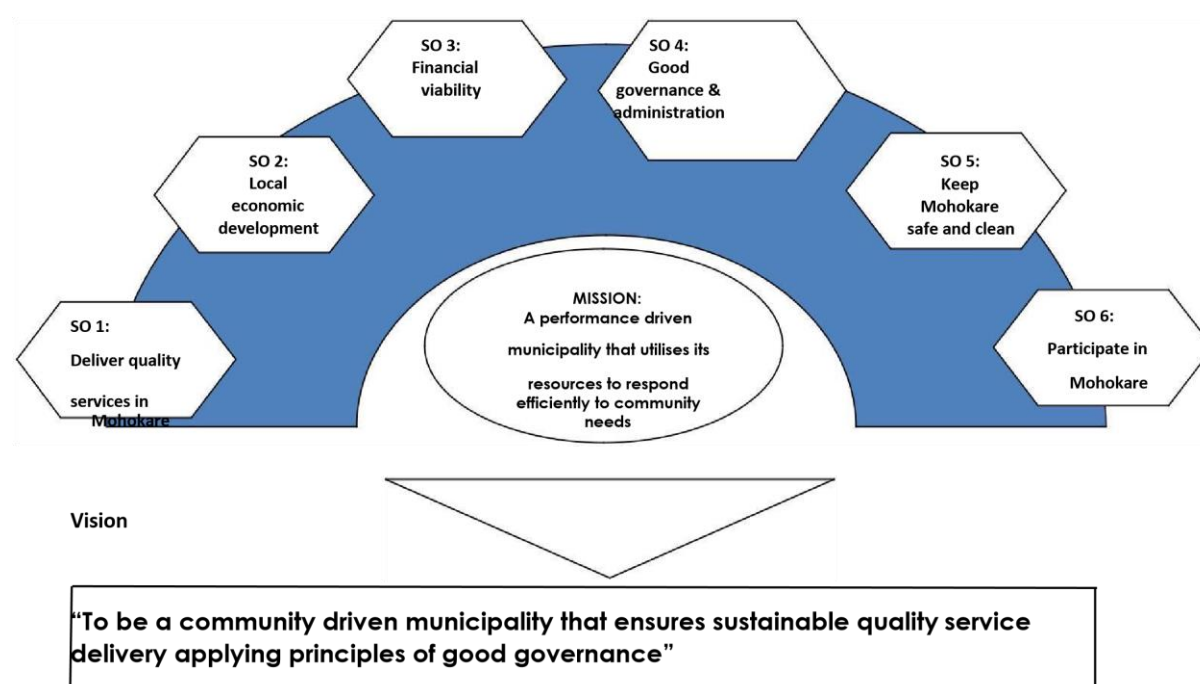 SO 1:
Deliver quality
services in
Mohokare
SO 2:
Local
economic
development
SO 3:
Financial
viability
SO 4:
Good
governance &
administration
SO 5:
Keep
Mohokare
safe and clean
SO 6:
Participate in
Mohokare
MISSION:
A performance driven
municipality that utilises its
resources to respond
efficiently to community
needs
Vision
“To be a community driven municipality that ensures sustainable quality service
delivery applying principles of good governance”